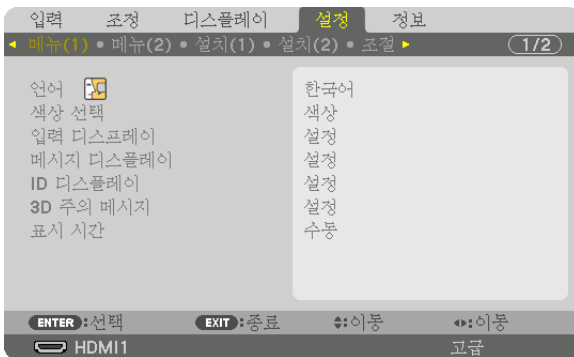 입력 조정 디스플레이 설정 정보
◄ 메뉴(1) • 메뉴(2) • 설치(1) • 설치(2) • 조절 ► 1/2
언어 한국어
색상 선택 색상
입력 디스프레이 설정
메시지 디스플레이 설정
ID 디스플레이 설정
3D 주의 메시지 설정
표시 시간 수동
ENTER :선택 EXIT :종료 :이동 :이동
HDMI1 고급